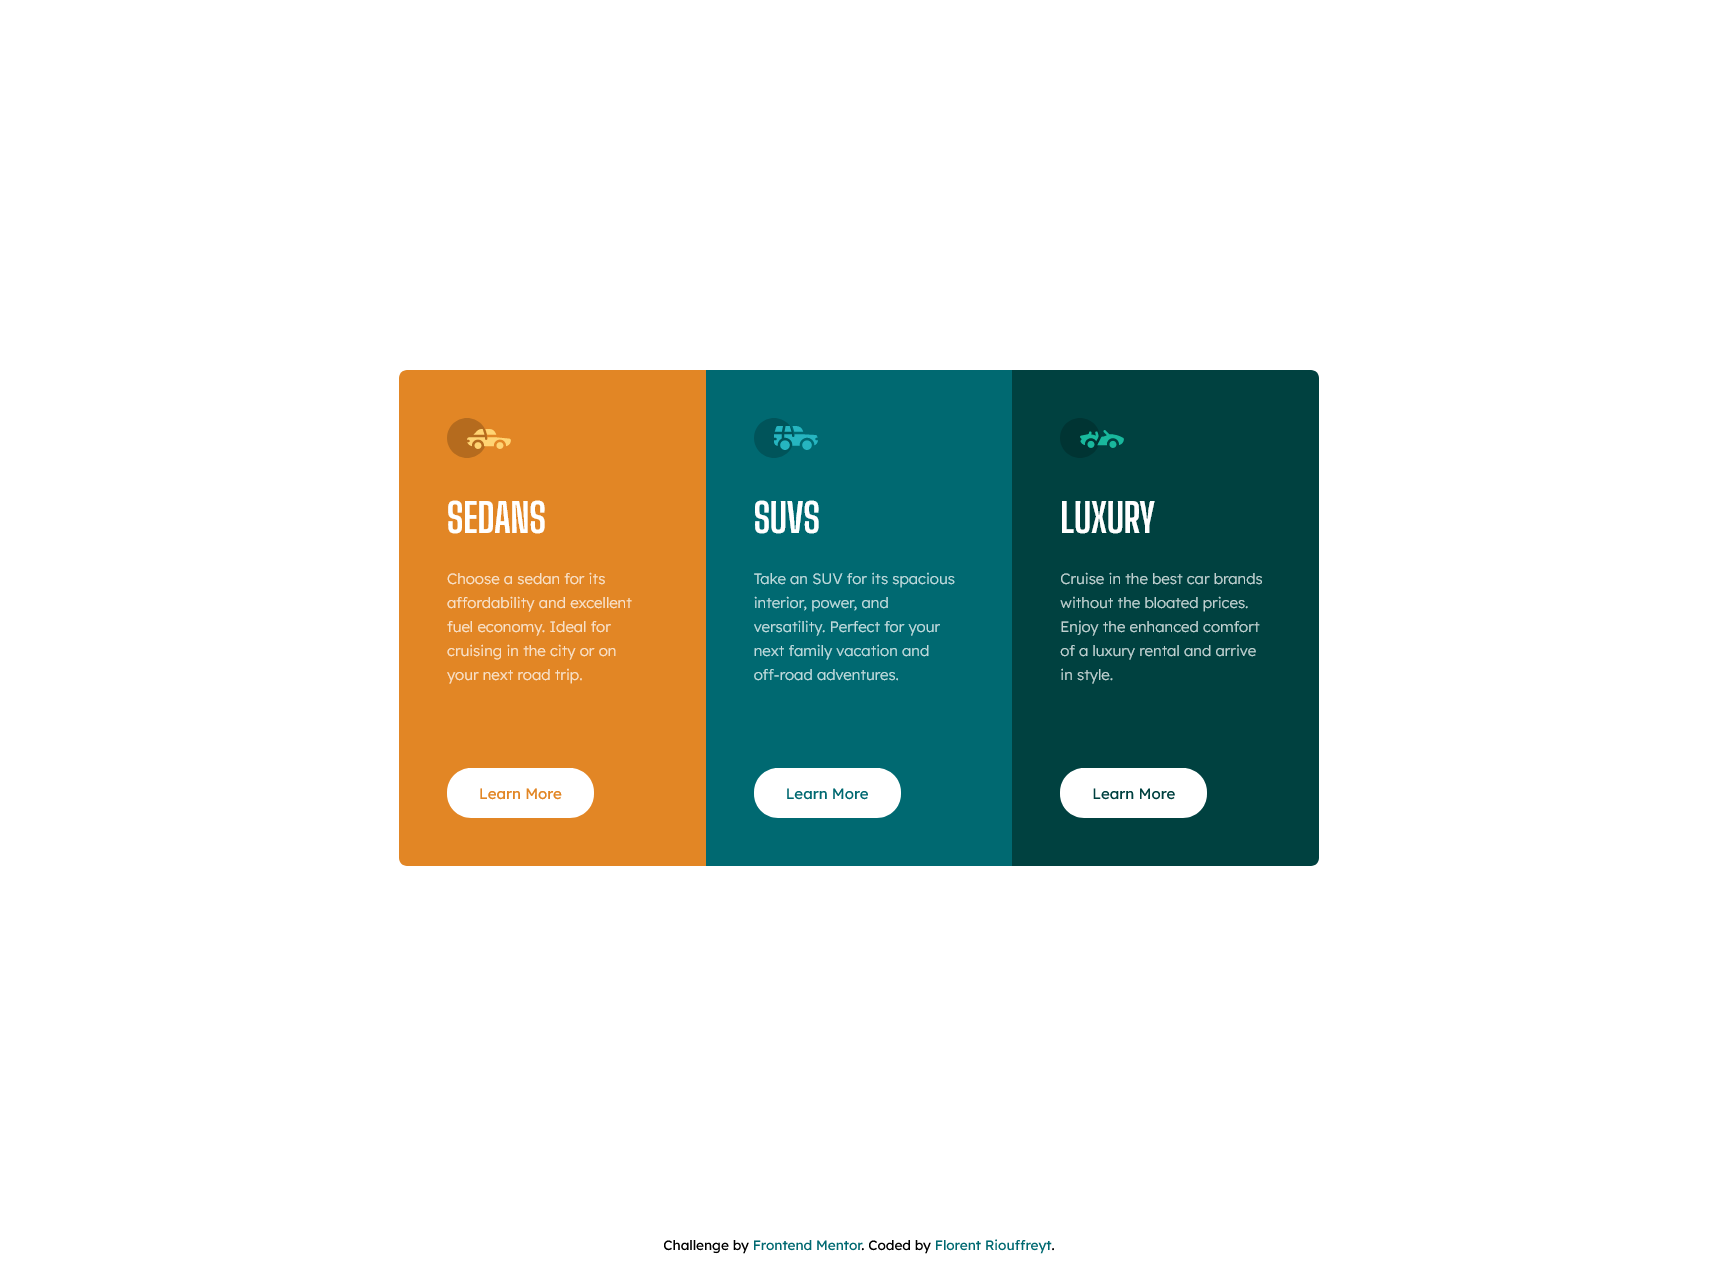 SEDANS
Choose a sedan for its
affordability and excellent
fuel economy. Ideal for
cruising in the city or on
your next road trip.
Learn More
SUVS
Take an SUV for its spacious
interior, power, and
versatility. Perfect for your
next family vacation and
off-road adventures.
Learn More
LUXURY
Cruise in the best car brands
without the bloated prices.
Enjoy the enhanced comfort
of a luxury rental and arrive
in style.
Learn More
Challenge by Frontend Mentor. Coded by Florent Riouffreyt.